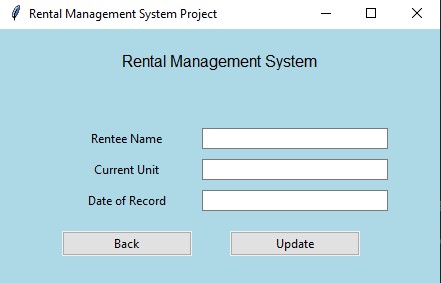 Rental Management System Project
Rental Management System
Rentee Name
Current Unit
Date of Record
Back Update